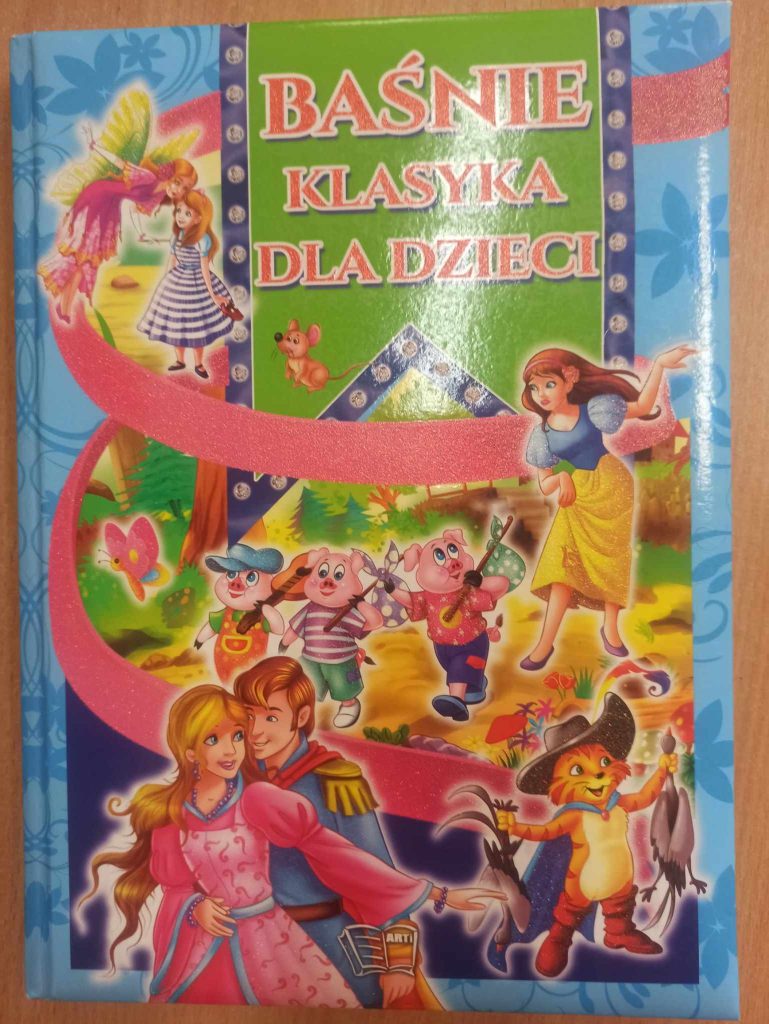 BAŚNIE
KLASYKA
DLA DZIECI
ARTI